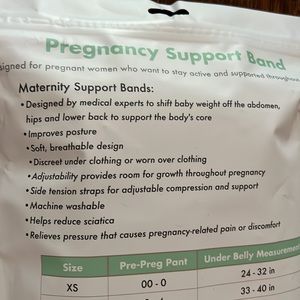 Pregnancy Support Band
signed for pregnant women who want to stay active and supported throughout
Maternity Support Bands:
•Designed by medical experts to shift baby weight off the abdomen,
hips and lower back to support the body's core
•Improves posture
•Soft, breathable design
•Discreet under clothing or worn over clothing
•Adjustability provides room for growth throughout pregnancy
•Side tension straps for adjustable compression and support
•Machine washable
•Helps reduce sciatica
•Relieves pressure that causes pregnancy-related pain or discomfort
Size Pre-Preg Pant Under Belly Measurement
XS 00 - 0 24 - 32 in
33 - 40 in